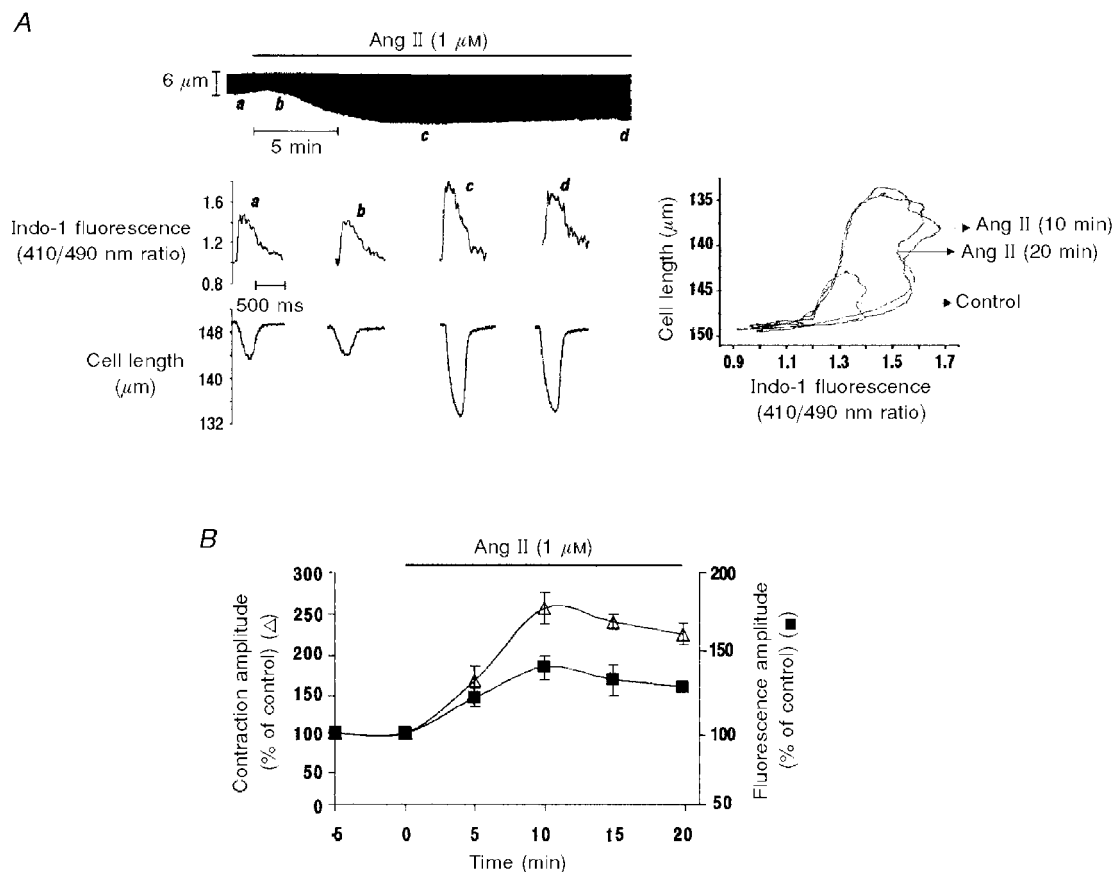 A
Ang II (1 μM)
6 μm
a
b
c
d
5 min
Indo-1 fluorescence
(410/490 nm ratio)
1.6
1.2
0.8
a
b
c
d
500 ms
Cell length
(μm)
148
140
132
Cell length (μm)
135
140
145
150
0.9
1.1
1.3
1.5
1.7
Indo-1 fluorescence
(410/490 nm ratio)
Ang II (10 min)
Ang II (20 min)
Control
B
Ang II (1 μM)
Contraction amplitude
(% of control) (△)
300
250
200
150
100
50
0
200
150
100
50
Fluorescence amplitude
(% of control) (■)
-5
0
5
10
15
20
Time (min)